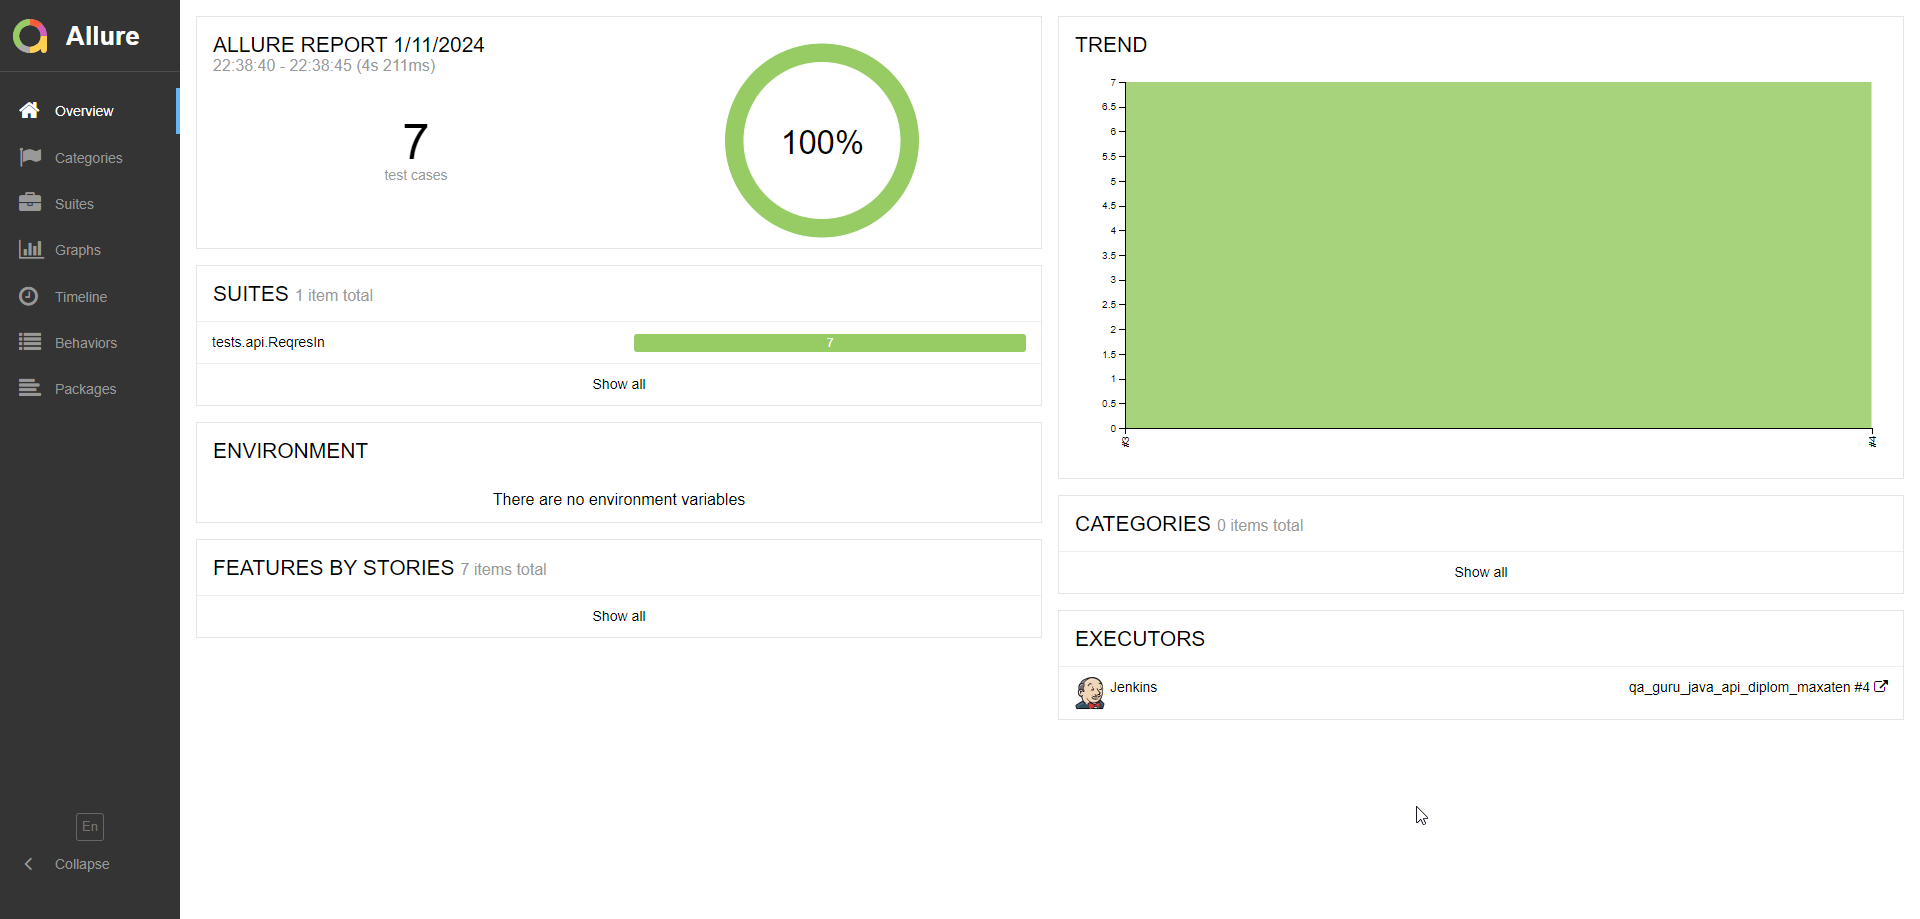 Allure
Overview
Categories
Suites
Graphs
Timeline
Behaviors
Packages
En
Collapse
ALLURE REPORT 1/11/2024
22:38:40 - 22:38:45 (4s 211ms)
7
test cases
100%
SUITES 1 item total
tests.api.ReqresIn 7
Show all
ENVIRONMENT
There are no environment variables
FEATURES BY STORIES 7 items total
Show all
TREND
7
6.5
6
5.5
5
4.5
4
3.5
3
2.5
2
1.5
1
0.5
0
#3 #4
CATEGORIES 0 items total
Show all
EXECUTORS
Jenkins qa_guru_java_api_diplom_maxaten #4